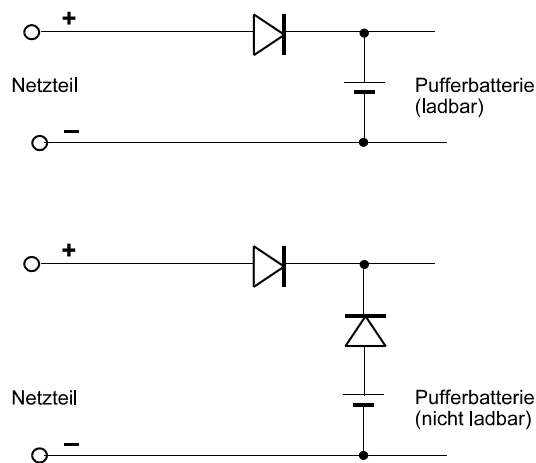 +
Netzteil
Pufferbatterie
(ladbar)
−
+
Netzteil
Pufferbatterie
(nicht ladbar)
−